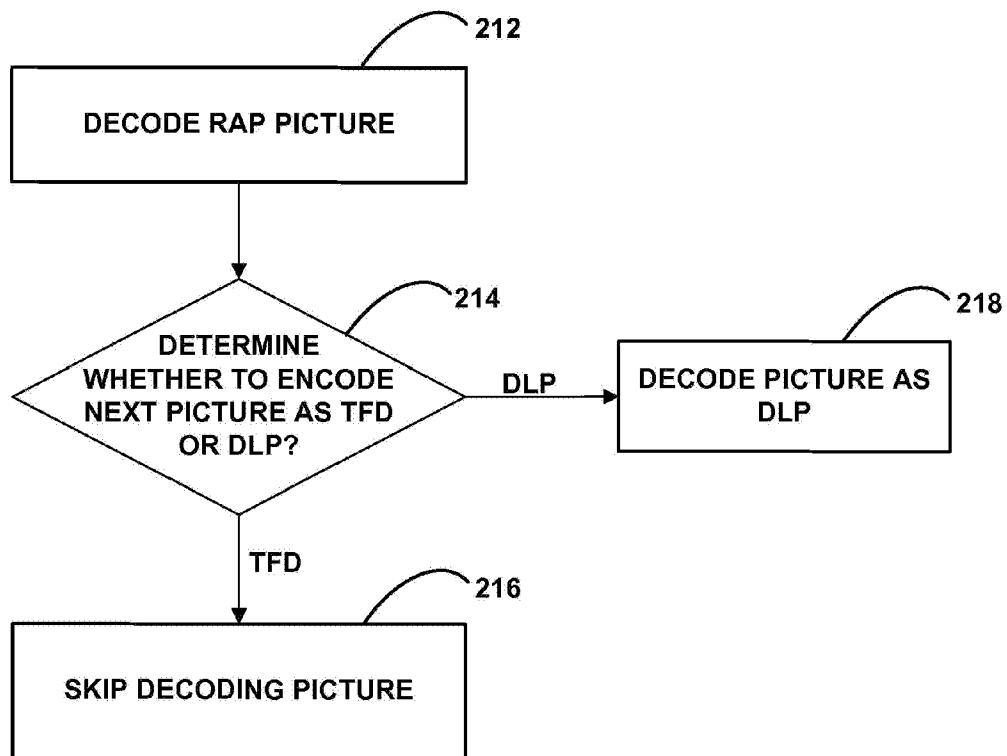 212
DECODE RAP PICTURE
214
DETERMINE
WHETHER TO ENCODE
NEXT PICTURE AS TFD
OR DLP?
DLP
218
DECODE PICTURE AS
DLP
TFD
216
SKIP DECODING PICTURE